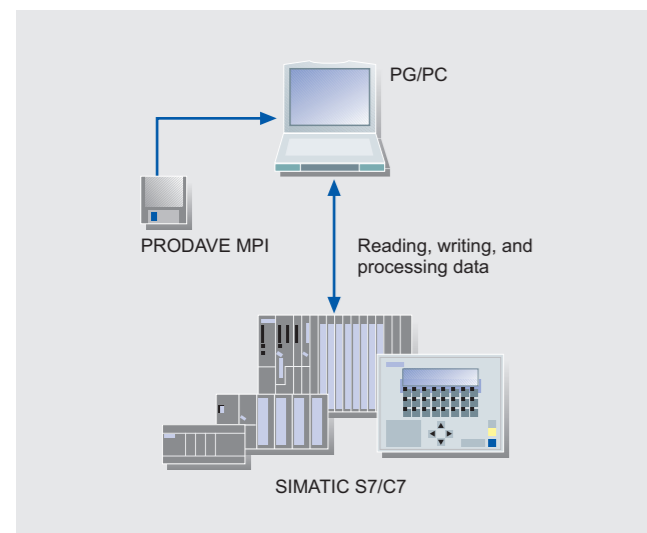 PG/PC
PRODAVE MPI
Reading, writing, and
processing data
SIMATIC S7/C7